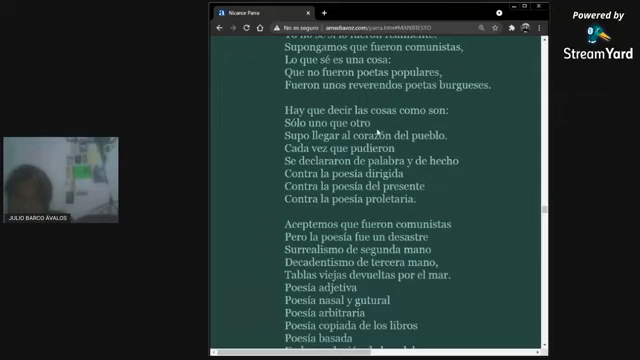 Powered by
StreamYard
Nicanor Parra
No es seguro
amediavoz.com/parra.htm#MANIFIESTO
Supongamos que fueron comunistas,
Lo que sé es una cosa:
Que no fueron poetas populares,
Fueron unos reverendos poetas burgueses.
Hay que decir las cosas como son:
Sólo uno que otro
Supo llegar al corazón del pueblo.
Cada vez que pudieron
Se declararon de palabra y de hecho
Contra la poesía dirigida
Contra la poesía del presente
Contra la poesía proletaria.
Aceptemos que fueron comunistas
Pero la poesía fue un desastre
Surrealismo de segunda mano
Decadentismo de tercera mano,
Tablas viejas devueltas por el mar.
Poesía adjetiva
Poesía nasal y gutural
Poesía arbitraria
Poesía copiada de los libros
Poesía basada
JULIO BARCO ÁVALOS